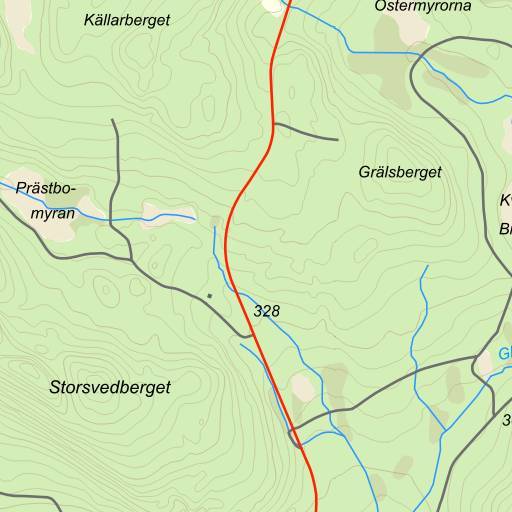 Östermyrorna
Källarberget
Grälsberget
Prästbo-
myran
328
Storsvedberget